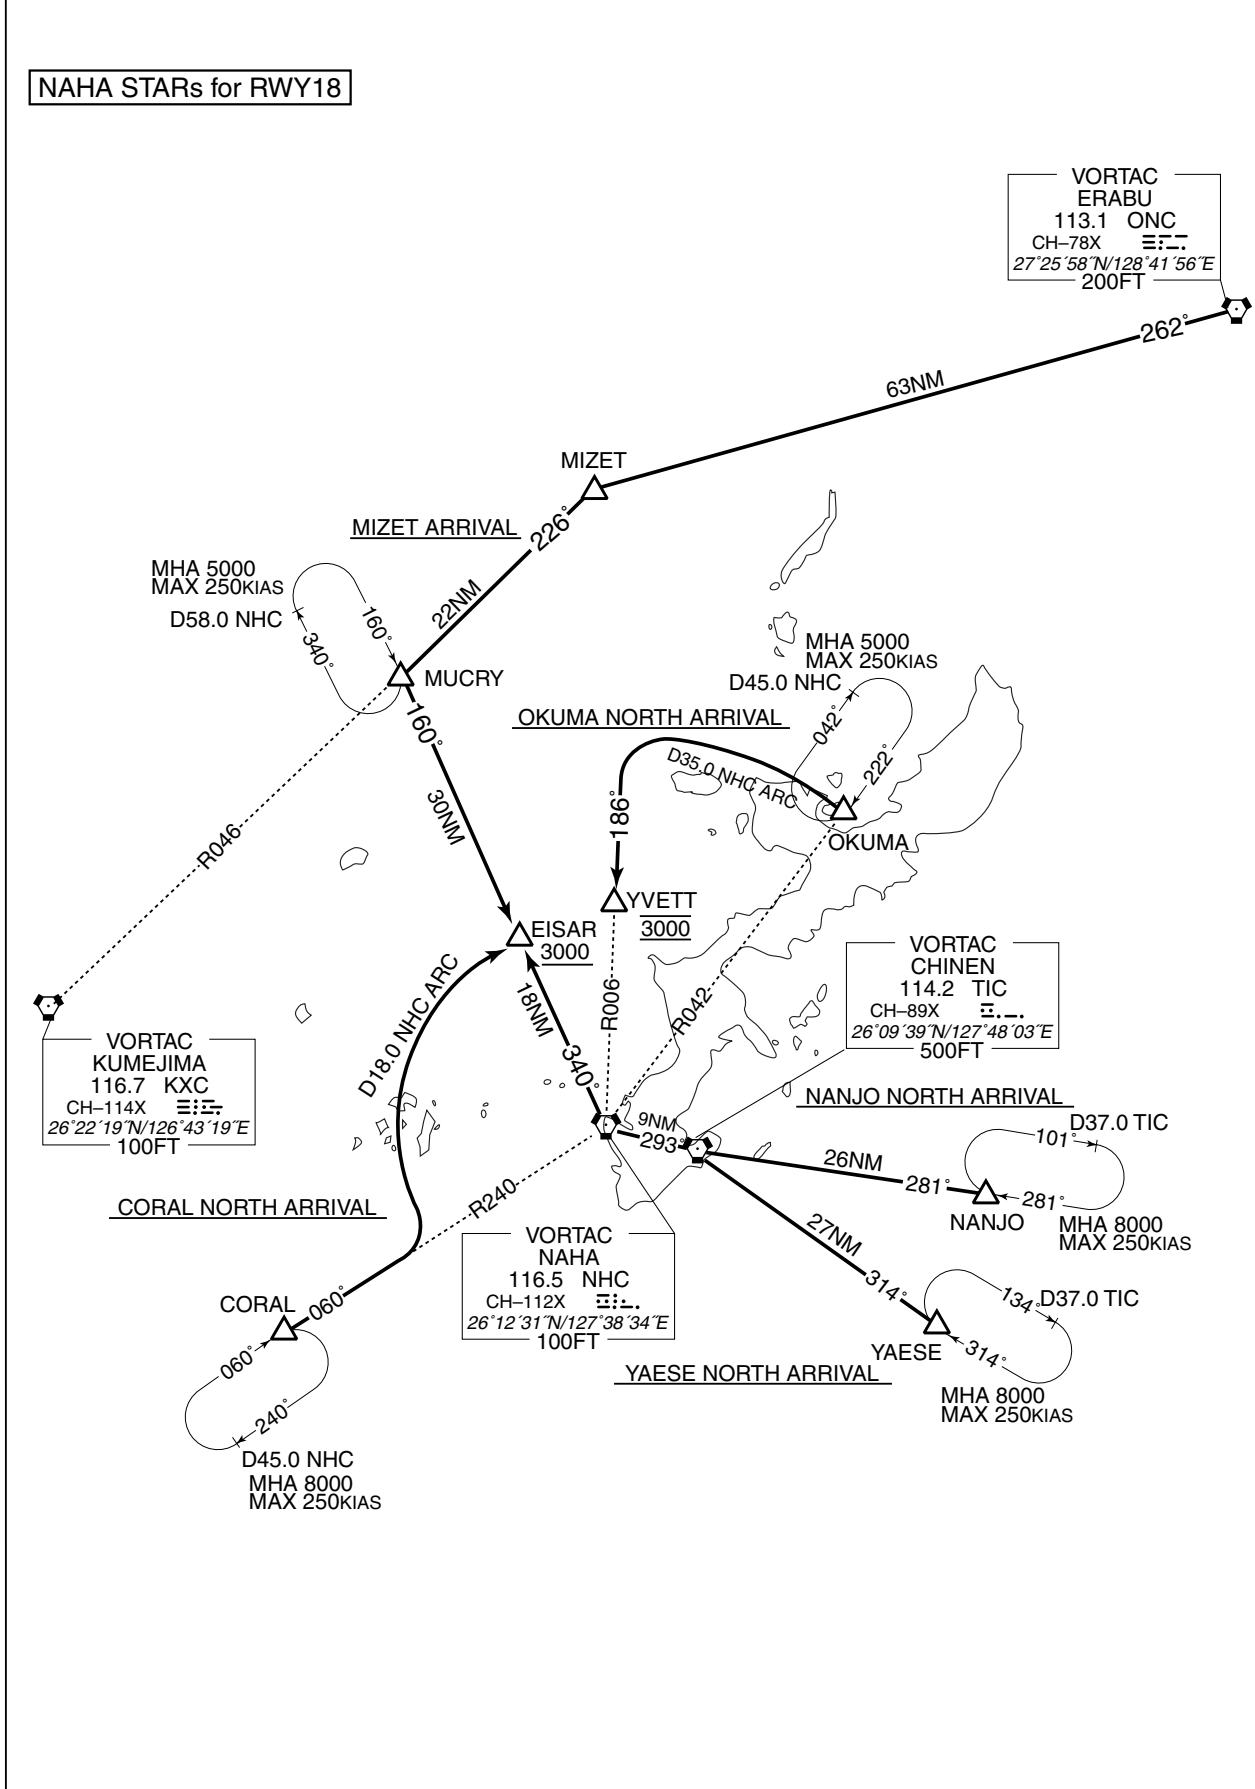 NAHA STARs for RWY18
VORTAC
ERABU
113.1 ONC
CH–78X
27°25´58˝N/128°41´56˝E
200FT
262°
63NM
MIZET
MIZET ARRIVAL
226°
22NM
MHA 5000
MAX 250KIAS
D58.0 NHC
160°
340°
MUCRY
160°
30NM
R046
MHA 5000
MAX 250KIAS
D45.0 NHC
042°
222°
OKUMA NORTH ARRIVAL
D35.0 NHC ARC
OKUMA
186°
YVETT
3000
EISAR
3000
R006
R042
VORTAC
CHINEN
114.2 TIC
CH–89X
26°09´39˝N/127°48´03˝E
500FT
D18.0 NHC ARC
18NM
340°
VORTAC
KUMEJIMA
116.7 KXC
CH–114X
26°22´19˝N/126°43´19˝E
100FT
9NM
293°
NANJO NORTH ARRIVAL
D37.0 TIC
101°
26NM
281°
281°
NANJO
MHA 8000
MAX 250KIAS
CORAL NORTH ARRIVAL
R240
VORTAC
NAHA
116.5 NHC
CH–112X
26°12´31˝N/127°38´34˝E
100FT
27NM
314°
134°
D37.0 TIC
YAESE
314°
YAESE NORTH ARRIVAL
MHA 8000
MAX 250KIAS
CORAL
060°
060°
240°
D45.0 NHC
MHA 8000
MAX 250KIAS